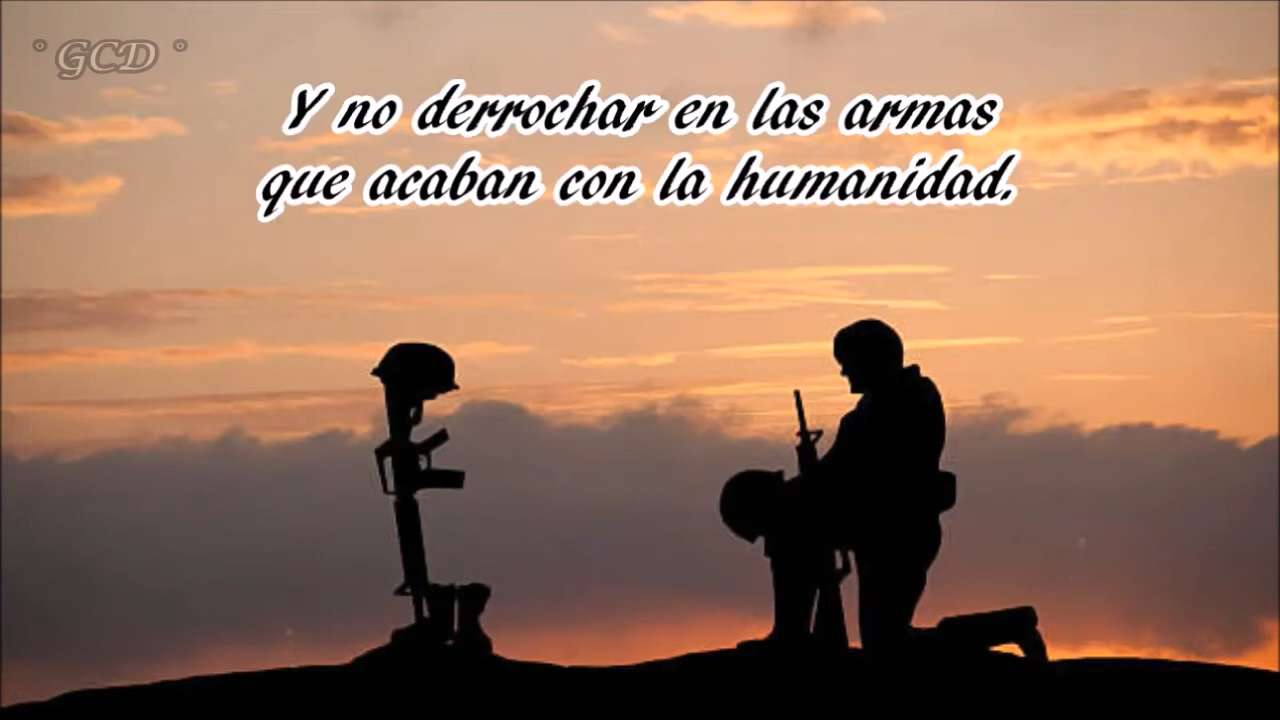 ° GCD °
Y no derrochar en las armas
que acaban con la humanidad.